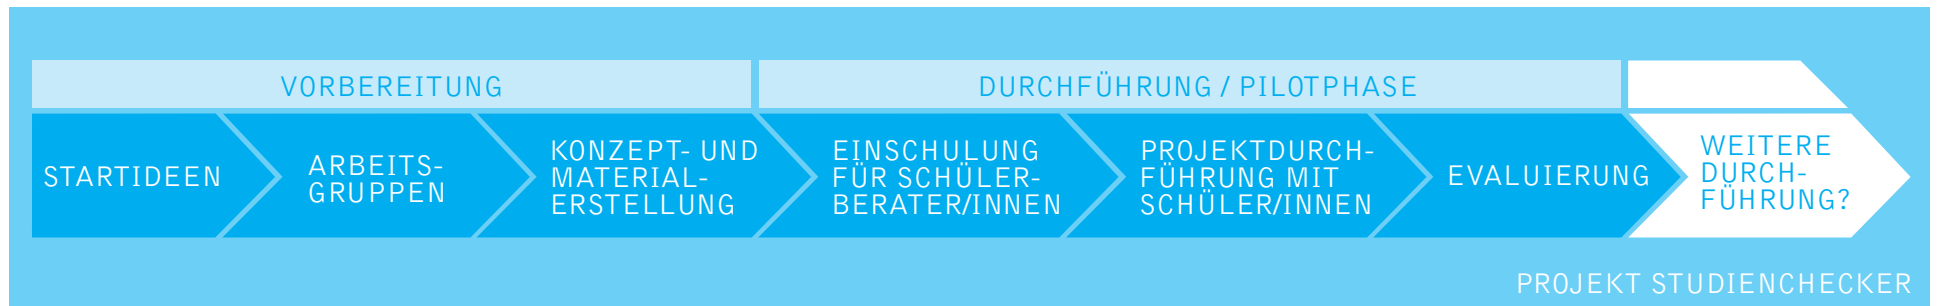 VORBEREITUNG
DURCHFÜHRUNG / PILOTPHASE
STARTIDEEN
ARBEITS-
GRUPPEN
KONZEPT- UND
MATERIAL-
ERSTELLUNG
EINSCHULUNG
FÜR SCHÜLER-
BERATER/INNEN
PROJEKTDURCH-
FÜHRUNG MIT
SCHÜLER/INNEN
EVALUIERUNG
WEITERE
DURCH-
FÜHRUNG?
PROJEKT STUDIENCHECKER